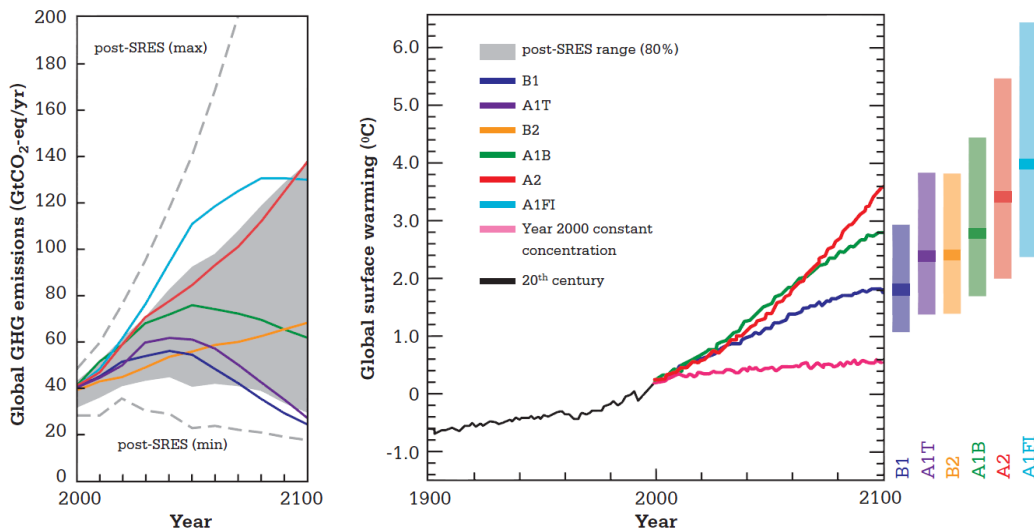 Global GHG emissions (GtCO2-eq/yr)
200
180
160
140
120
100
80
60
40
20
0
post-SRES (max)
post-SRES (min)
2000
2100
Year
Global surface warming (⁰C)
6.0
5.0
4.0
3.0
2.0
1.0
0
-1.0
post-SRES range (80%)
B1
A1T
B2
A1B
A2
A1FI
Year 2000 constant
concentration
20th century
1900
2000
2100
Year
B1
A1T
B2
A1B
A2
A1FI